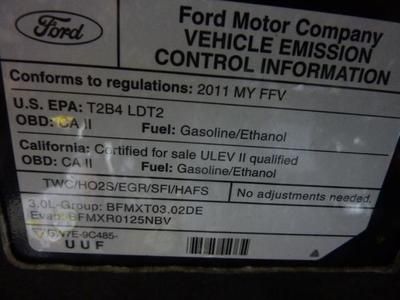 Ford
Ford Motor Company
VEHICLE EMISSION
CONTROL INFORMATION
Conforms to regulations: 2011 MY FFV
U.S. EPA: T2B4 LDT2
OBD: CA II Fuel: Gasoline/Ethanol
California: Certified for sale ULEV II qualified
OBD: CA II Fuel: Gasoline/Ethanol
TWC/HO2S/EGR/SFI/HAFS
No adjustments needed.
3.0L-Group: BFMXT03.02DE
Evap: BFMXR0125NBV
7E-9C485-
UUF